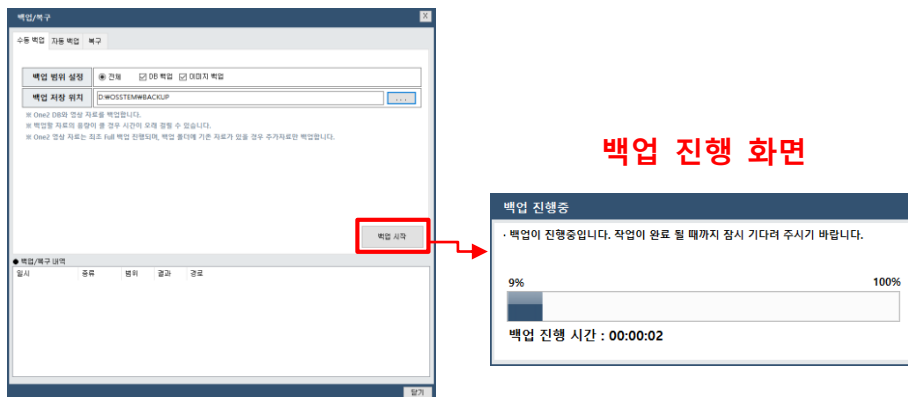 백업/복구
X
수동 백업 자동 백업 복구
백업 범위 설정 전체 DB 백업 이미지 백업
백업 저장 위치 D:₩OSSTEM₩BACKUP ...
※ One2 DB와 영상 자료를 백업합니다.
※ 백업할 자료의 용량이 클 경우 시간이 오래 걸릴 수 있습니다.
※ One2 영상 자료는 최초 Full 백업 진행되며, 백업 폴더에 기존 자료가 있을 경우 추가자료만 백업합니다.
백업 시작
● 백업/복구 내역
일시 종류 범위 결과 경로
닫기
백업 진행 화면
백업 진행중
· 백업이 진행중입니다. 작업이 완료 될 때까지 잠시 기다려 주시기 바랍니다.
9% 100%
백업 진행 시간 : 00:00:02